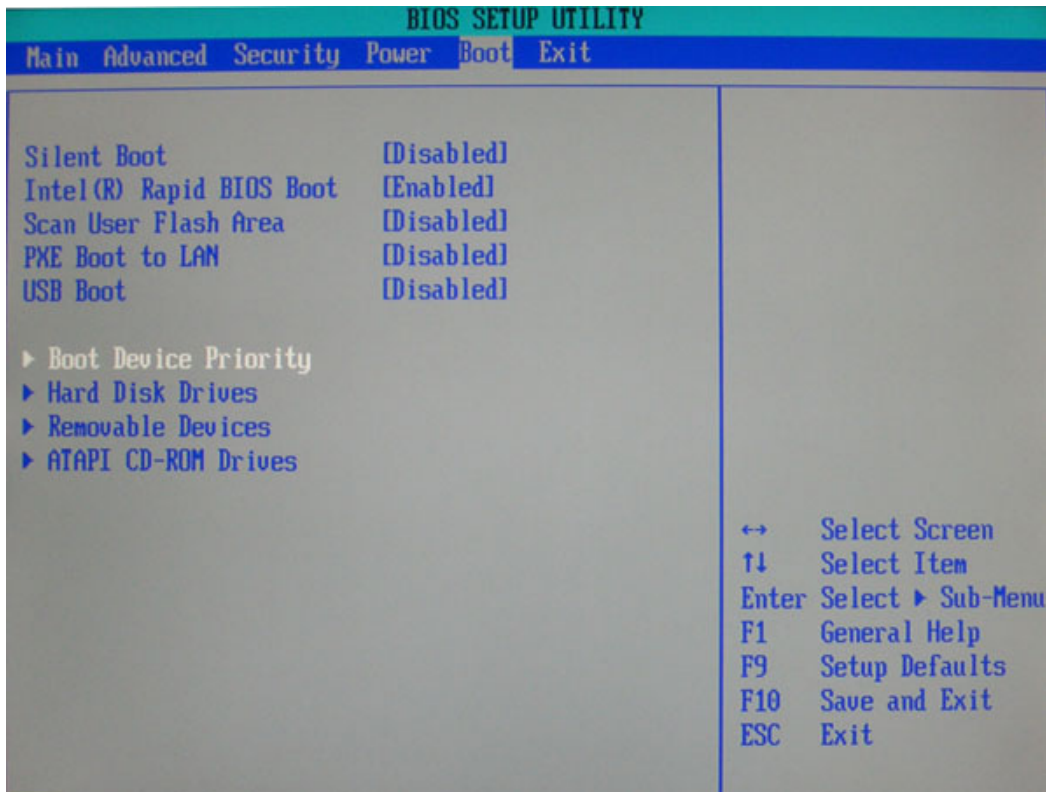 BIOS SETUP UTILITY
Main Advanced Security Power Boot Exit
Silent Boot [Disabled]
Intel(R) Rapid BIOS Boot [Enabled]
Scan User Flash Area [Disabled]
PXE Boot to LAN [Disabled]
USB Boot [Disabled]
▶ Boot Device Priority
▶ Hard Disk Drives
▶ Removable Devices
▶ ATAPI CD-ROM Drives
↔ Select Screen
↑↓ Select Item
Enter Select ▶ Sub-Menu
F1 General Help
F9 Setup Defaults
F10 Save and Exit
ESC Exit